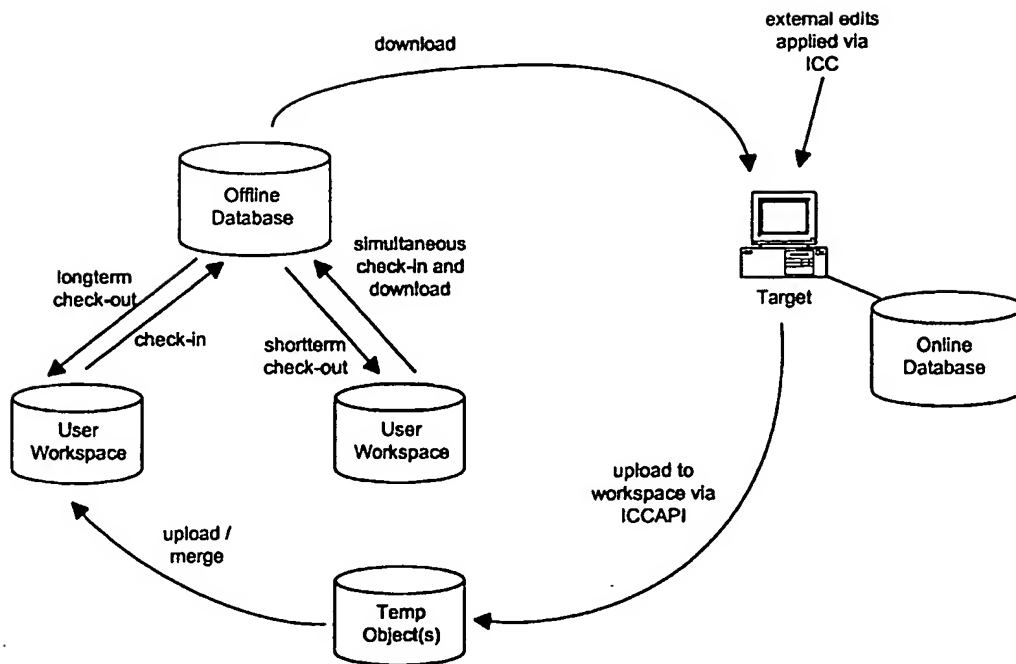 external edits
applied via
ICC
download
Offline
Database
simultaneous
check-in and
download
longterm
check-out
check-in
shortterm
check-out
Target
Online
Database
User
Workspace
User
Workspace
upload to
workspace via
ICCAPI
upload /
merge
Temp
Object(s)